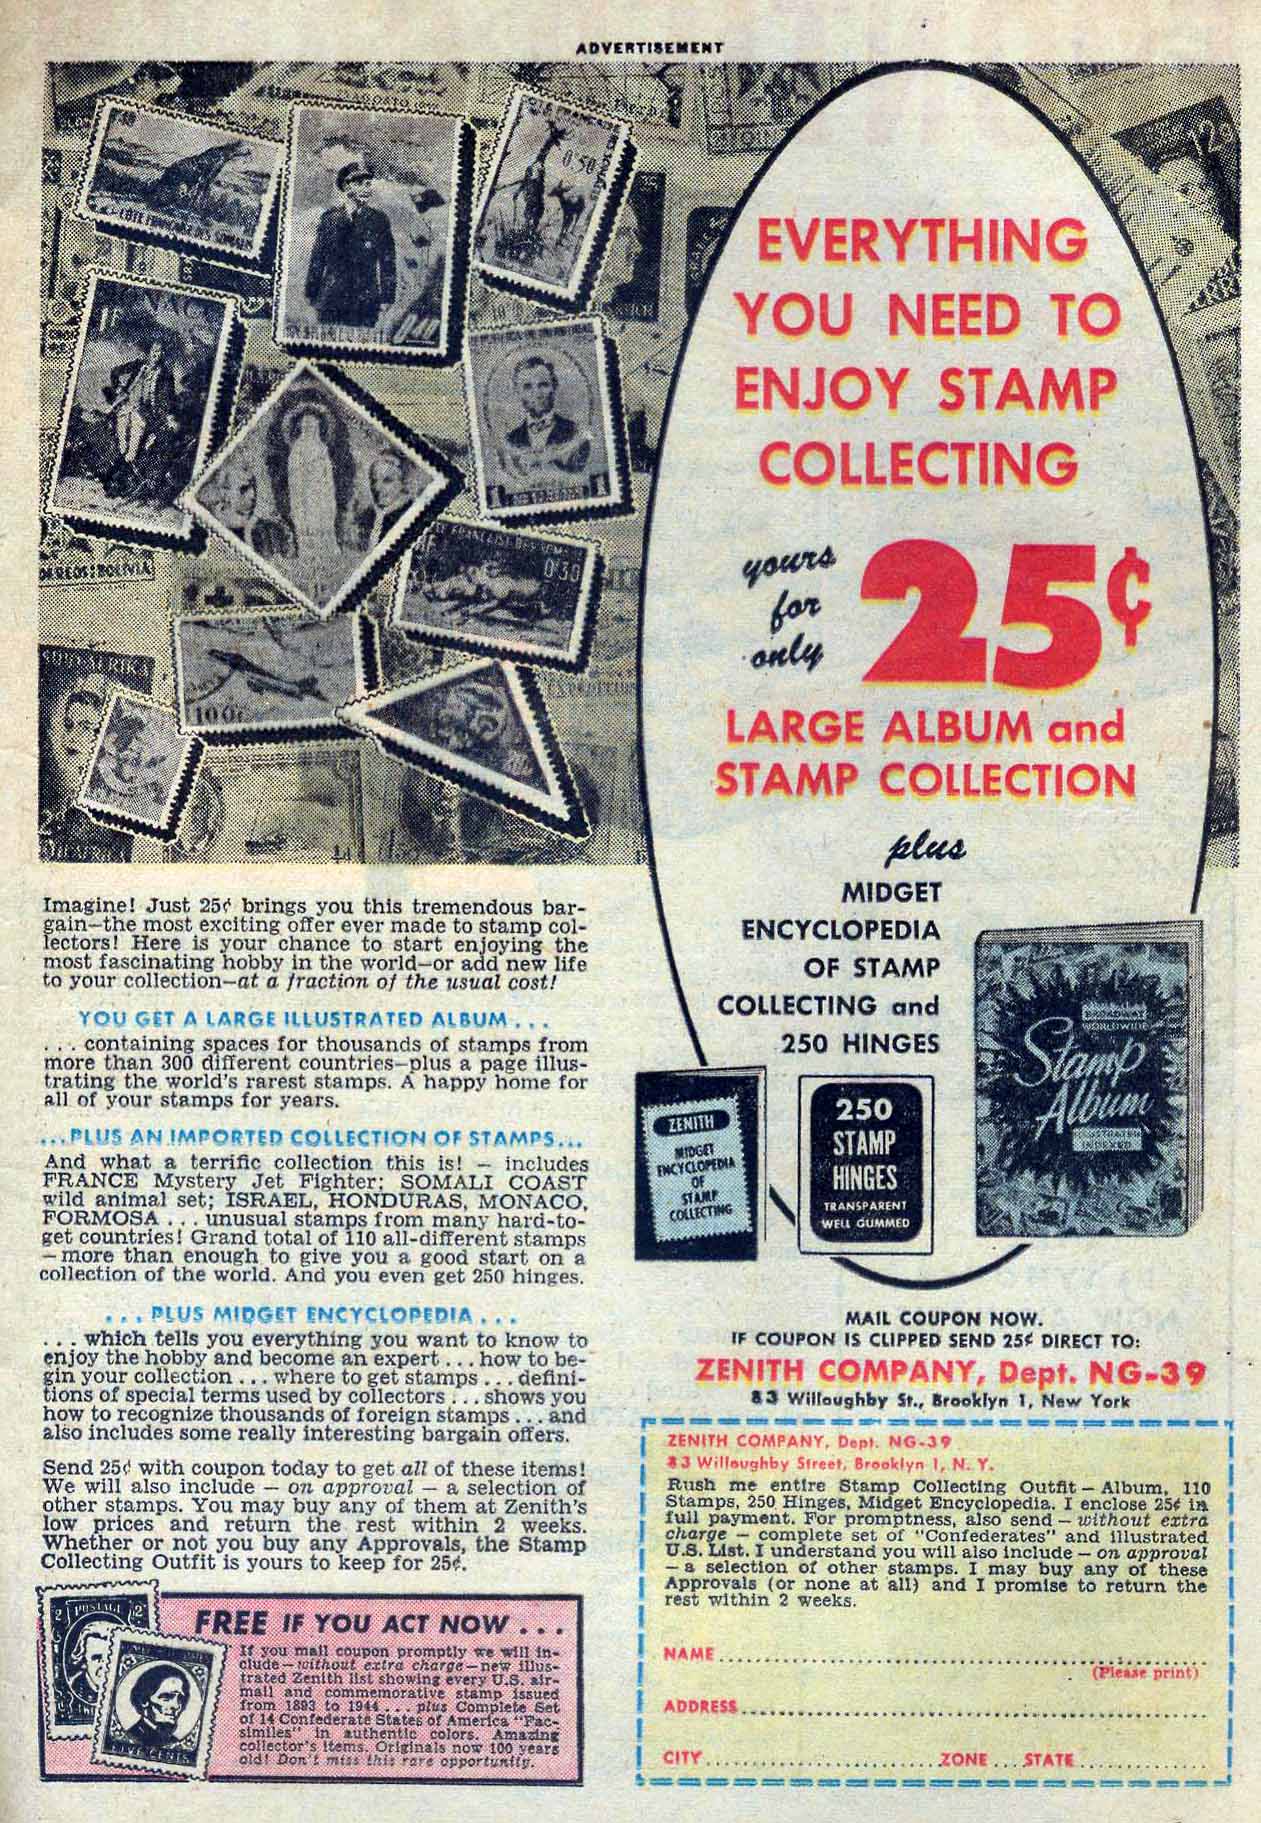 ADVERTISEMENT
EVERYTHING
YOU NEED TO
ENJOY STAMP
COLLECTING
yours
for
only
25¢
LARGE ALBUM and
STAMP COLLECTION
plus
MIDGET
ENCYCLOPEDIA
OF STAMP
COLLECTING and
250 HINGES
0.40
0'50
1F
0'30
100
BOLIVIA
ZENITH
MIDGET
ENCYCLOPEDIA
OF
STAMP
COLLECTING
250
STAMP
HINGES
TRANSPARENT
WELL GUMMED
BROADWAY
WORLDWIDE
Stamp
Album
ILLUSTRATED
INDEXED
Imagine! Just 25¢ brings you this tremendous bar-
gain—the most exciting offer ever made to stamp col-
lectors! Here is your chance to start enjoying the
most fascinating hobby in the world—or add new life
to your collection—at a fraction of the usual cost!
YOU GET A LARGE ILLUSTRATED ALBUM . . .
. . . containing spaces for thousands of stamps from
more than 300 different countries—plus a page illus-
trating the world's rarest stamps. A happy home for
all of your stamps for years.
...PLUS AN IMPORTED COLLECTION OF STAMPS...
And what a terrific collection this is! — includes
FRANCE Mystery Jet Fighter; SOMALI COAST
wild animal set; ISRAEL, HONDURAS, MONACO,
FORMOSA . . . unusual stamps from many hard-to-
get countries! Grand total of 110 all-different stamps
—more than enough to give you a good start on a
collection of the world. And you even get 250 hinges.
. . . PLUS MIDGET ENCYCLOPEDIA . . .
. . . which tells you everything you want to know to
enjoy the hobby and become an expert . . . how to be-
gin your collection . . . where to get stamps . . . defini-
tions of special terms used by collectors . . . shows you
how to recognize thousands of foreign stamps . . . and
also includes some really interesting bargain offers.
Send 25¢ with coupon today to get all of these items!
We will also include — on approval — a selection of
other stamps. You may buy any of them at Zenith's
low prices and return the rest within 2 weeks.
Whether or not you buy any Approvals, the Stamp
Collecting Outfit is yours to keep for 25¢.
POSTAGE
FIVE CENTS
FREE IF YOU ACT NOW . . .
If you mail coupon promptly we will in-
clude—without extra charge—new illus-
trated Zenith list showing every U.S. air-
mail and commemorative stamp issued
from 1893 to 1944 . . . plus Complete Set
of 14 Confederate States of America "Fac-
similes" in authentic colors. Amazing
collector's items. Originals now 100 years
old! Don't miss this rare opportunity.
MAIL COUPON NOW.
IF COUPON IS CLIPPED SEND 25¢ DIRECT TO:
ZENITH COMPANY, Dept. NG-39
83 Willoughby St., Brooklyn 1, New York
ZENITH COMPANY, Dept. NG-39
83 Willoughby Street, Brooklyn 1, N. Y.
Rush me entire Stamp Collecting Outfit — Album, 110
Stamps, 250 Hinges, Midget Encyclopedia. I enclose 25¢ in
full payment. For promptness, also send — without extra
charge — complete set of "Confederates" and illustrated
U.S. List. I understand you will also include — on approval
— a selection of other stamps. I may buy any of these
Approvals (or none at all) and I promise to return the
rest within 2 weeks.
NAME
(Please print)
ADDRESS
CITY ZONE STATE